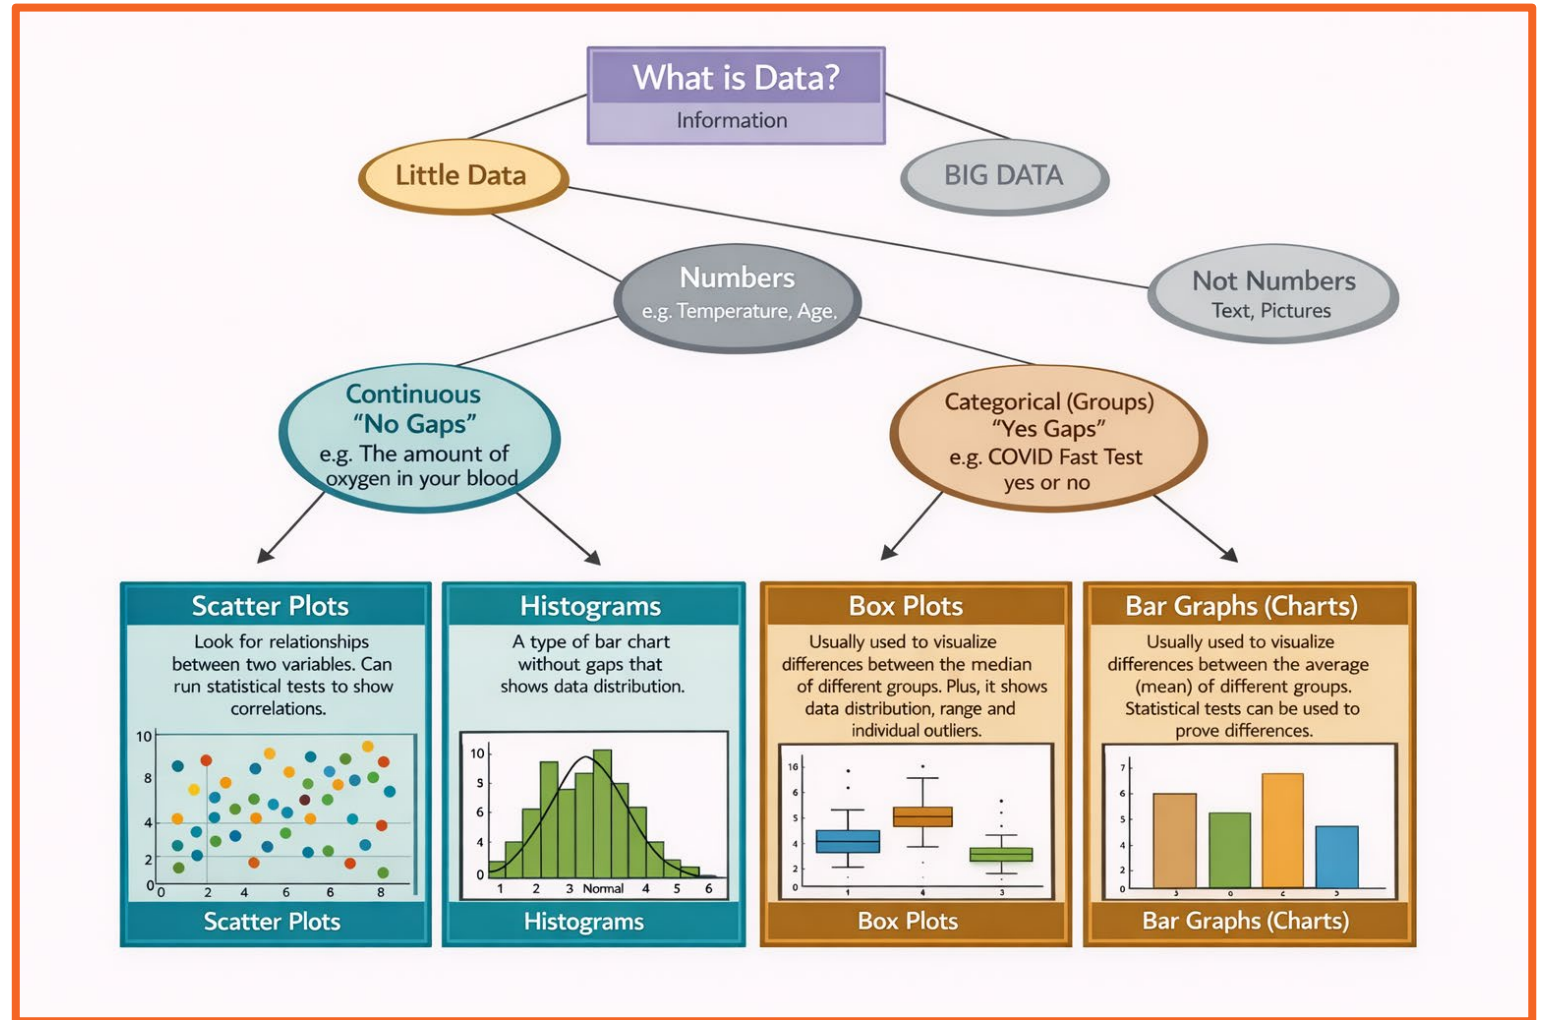 What is Data?
Information
Little Data
BIG DATA
Numbers
e.g. Temperature, Age,
Not Numbers
Text, Pictures
Continuous
“No Gaps”
e.g. The amount of
oxygen in your blood
Categorical (Groups)
“Yes Gaps”
e.g. COVID Fast Test
yes or no
Scatter Plots
Look for relationships
between two variables. Can
run statistical tests to show
correlations.
10
8
4
2
0
0 2 4 6 6 8
Scatter Plots
Histograms
A type of bar chart
without gaps that
shows data distribution.
10
6
4
0
1 2 3 Normal 4 5 6
Histograms
Box Plots
Usually used to visualize
differences between the median
of different groups. Plus, it shows
data distribution, range and
individual outliers.
16
6
4
2
0
1 4 3
Box Plots
Bar Graphs (Charts)
Usually used to visualize
differences between the average
(mean) of different groups.
Statistical tests can be used to
prove differences.
7
6
5
4
2
0
Bar Graphs (Charts)